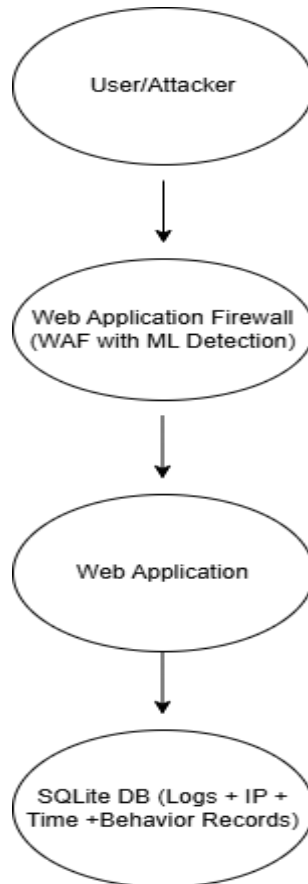 User/Attacker
Web Application Firewall
(WAF with ML Detection)
Web Application
SQLite DB (Logs + IP +
Time +Behavior Records)